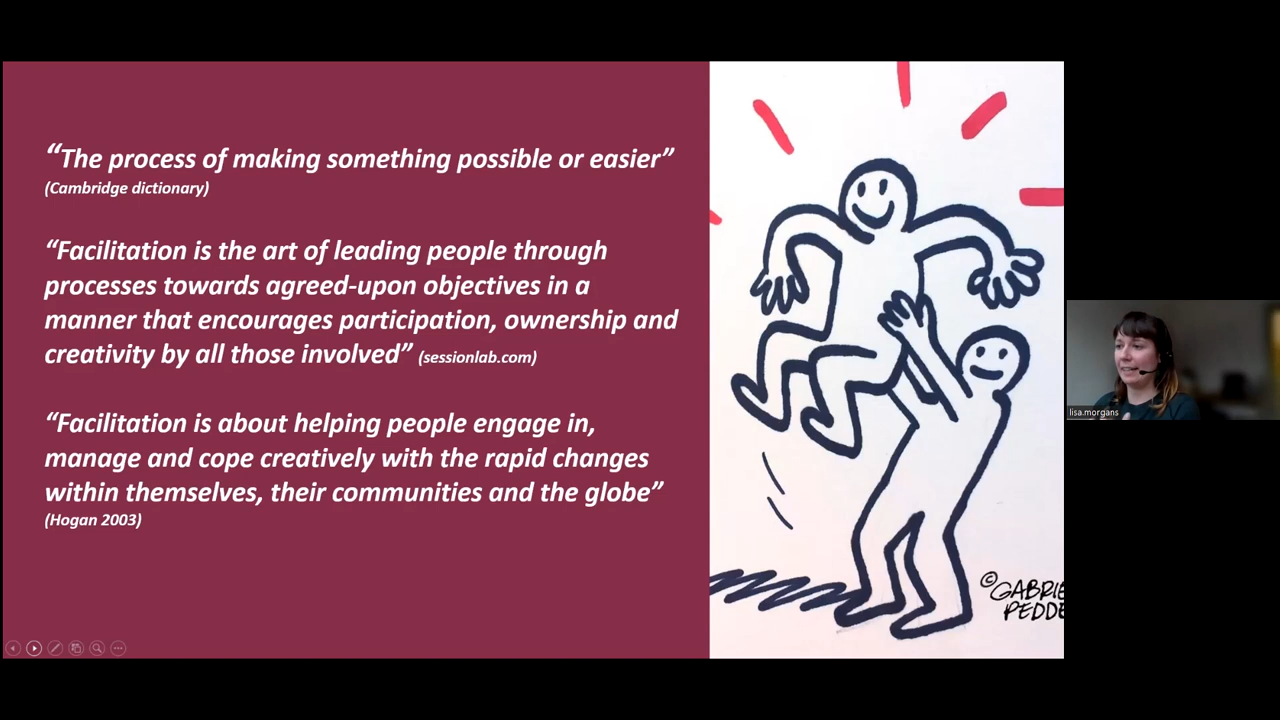 “The process of making something possible or easier”
(Cambridge dictionary)
“Facilitation is the art of leading people through
processes towards agreed-upon objectives in a
manner that encourages participation, ownership and
creativity by all those involved” (sessionlab.com)
“Facilitation is about helping people engage in,
manage and cope creatively with the rapid changes
within themselves, their communities and the globe”
(Hogan 2003)
©GABRIE
PEDDE
lisa.morgans